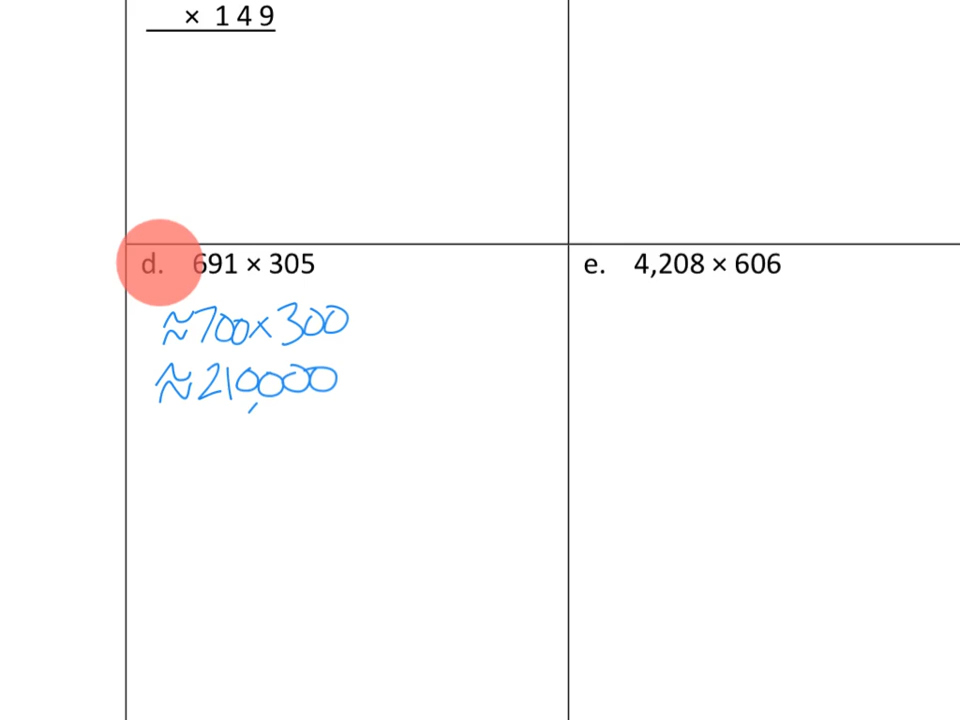 × 1 4 9
d. 691 × 305
≈700×300
≈210,000
e. 4,208 × 606